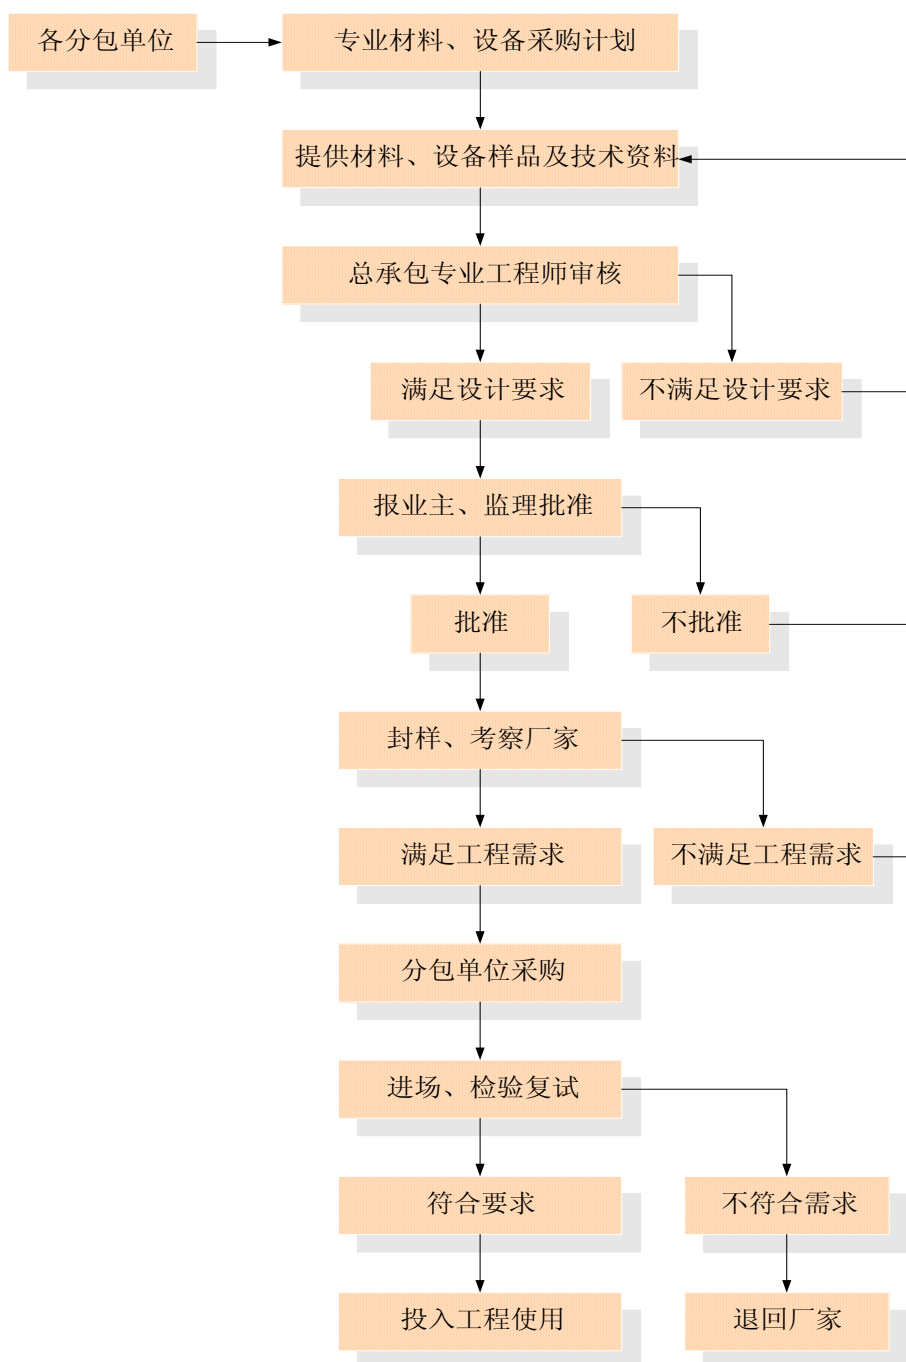 各分包单位
专业材料、设备采购计划
提供材料、设备样品及技术资料
总承包专业工程师审核
满足设计要求
不满足设计要求
报业主、监理批准
批准
不批准
封样、考察厂家
满足工程需求
不满足工程需求
分包单位采购
进场、检验复试
符合要求
不符合需求
投入工程使用
退回厂家